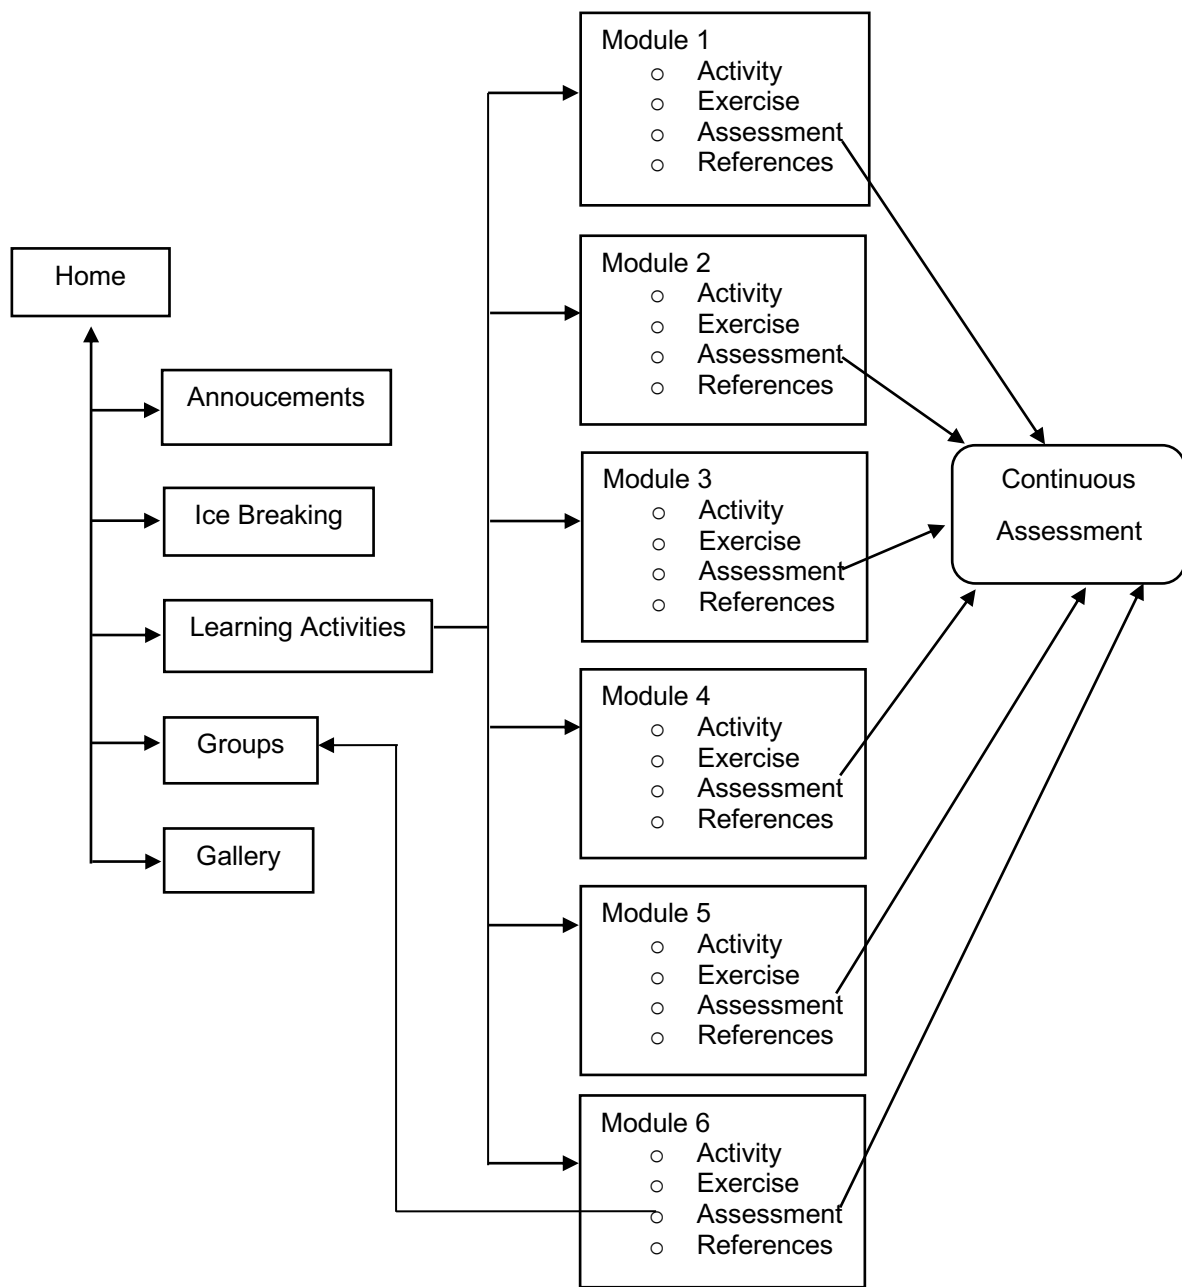 Home
Annoucements
Ice Breaking
Learning Activities
Groups
Gallery
Module 1
o Activity
o Exercise
o Assessment
o References
Module 2
o Activity
o Exercise
o Assessment
o References
Module 3
o Activity
o Exercise
o Assessment
o References
Module 4
o Activity
o Exercise
o Assessment
o References
Module 5
o Activity
o Exercise
o Assessment
o References
Module 6
o Activity
o Exercise
o Assessment
o References
Continuous
Assessment